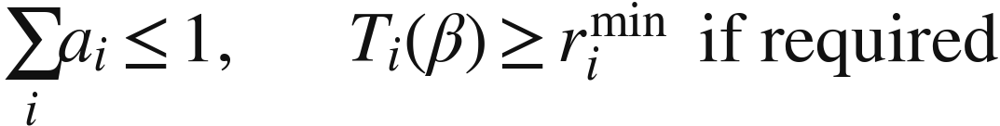 ∑_i a_i ≤ 1,  T_i(β) ≥ r_i^min if required